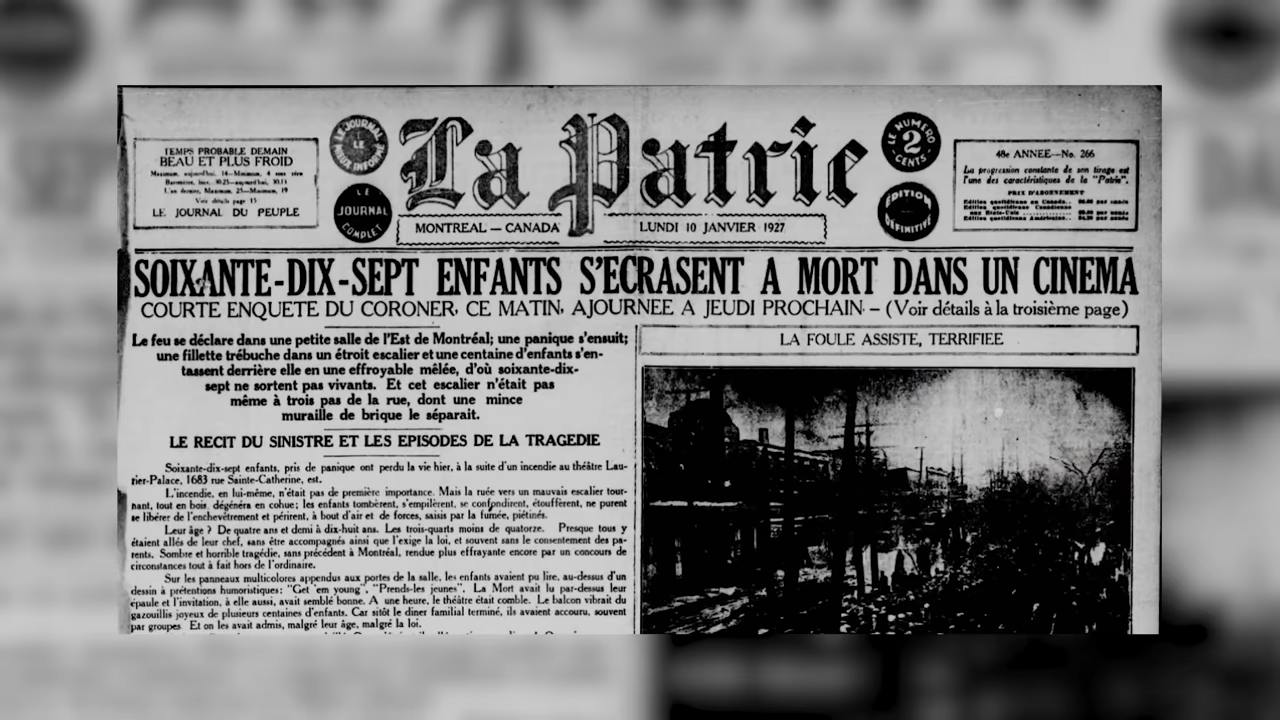 TEMPS PROBABLE DEMAIN
BEAU ET PLUS FROID
LE JOURNAL DU PEUPLE
LE JOURNAL
LE
MIEUX INFORMÉ
LE
JOURNAL
COMPLET
La Patrie
MONTREAL — CANADA
LUNDI 10 JANVIER 1927
LE NUMÉRO
2
CENTS
EDITION
DÉFINITIVE
48e ANNEE—No. 266
La progression constante de son tirage est
l'une des caractéristiques de la "Patrie".
PRIX D'ABONNEMENT
SOIXANTE-DIX-SEPT ENFANTS S'ECRASENT A MORT DANS UN CINEMA
COURTE ENQUETE DU CORONER, CE MATIN, AJOURNEE A JEUDI PROCHAIN — (Voir détails à la troisième page)
Le feu se déclare dans une petite salle de l'Est de Montréal; une panique s'ensuit;
une fillette trébuche dans un étroit escalier et une centaine d'enfants s'en-
tassent derrière elle en une effroyable mêlée, d'où soixante-dix-
sept ne sortent pas vivants. Et cet escalier n'était pas
même à trois pas de la rue, dont une mince
muraille de brique le séparait.
LE RECIT DU SINISTRE ET LES EPISODES DE LA TRAGEDIE
Soixante-dix-sept enfants, pris de panique ont perdu la vie hier, à la suite d'un incendie au théâtre Lau-
rier-Palace, 1683 rue Sainte-Catherine, est.
L'incendie, en lui-même, n'était pas de première importance. Mais la ruée vers un mauvais escalier tour-
nant, tout en bois, dégénéra en cohue; les enfants tombèrent, s'empilèrent, se confondirent, étouffèrent, ne purent
se libérer de l'enchevêtrement et périrent, à bout d'air et de forces, saisis par la fumée, piétinés.
Leur âge ? De quatre ans et demi à dix-huit ans. Les trois-quarts moins de quatorze. Presque tous y
étaient allés de leur chef, sans être accompagnés ainsi que l'exige la loi, et souvent sans le consentement des pa-
rents. Sombre et horrible tragédie, sans précédent à Montréal, rendue plus effrayante encore par un concours de
circonstances tout à fait hors de l'ordinaire.
Sur les panneaux multicolores appendus aux portes de la salle, les enfants avaient pu lire, au-dessus d'un
dessin à prétentions humoristiques: "Get 'em young", "Prends-les jeunes". La Mort avait lu par-dessus leur
épaule et l'invitation, à elle aussi, avait semblé bonne. A une heure, le théâtre était comble. Le balcon vibrait du
gazouillis joyeux de plusieurs centaines d'enfants. Car sitôt le diner familial terminé, ils avaient accouru, souvent
par groupes. Et on les avait admis, malgré leur âge, malgré la loi.
LA FOULE ASSISTE, TERRIFIEE